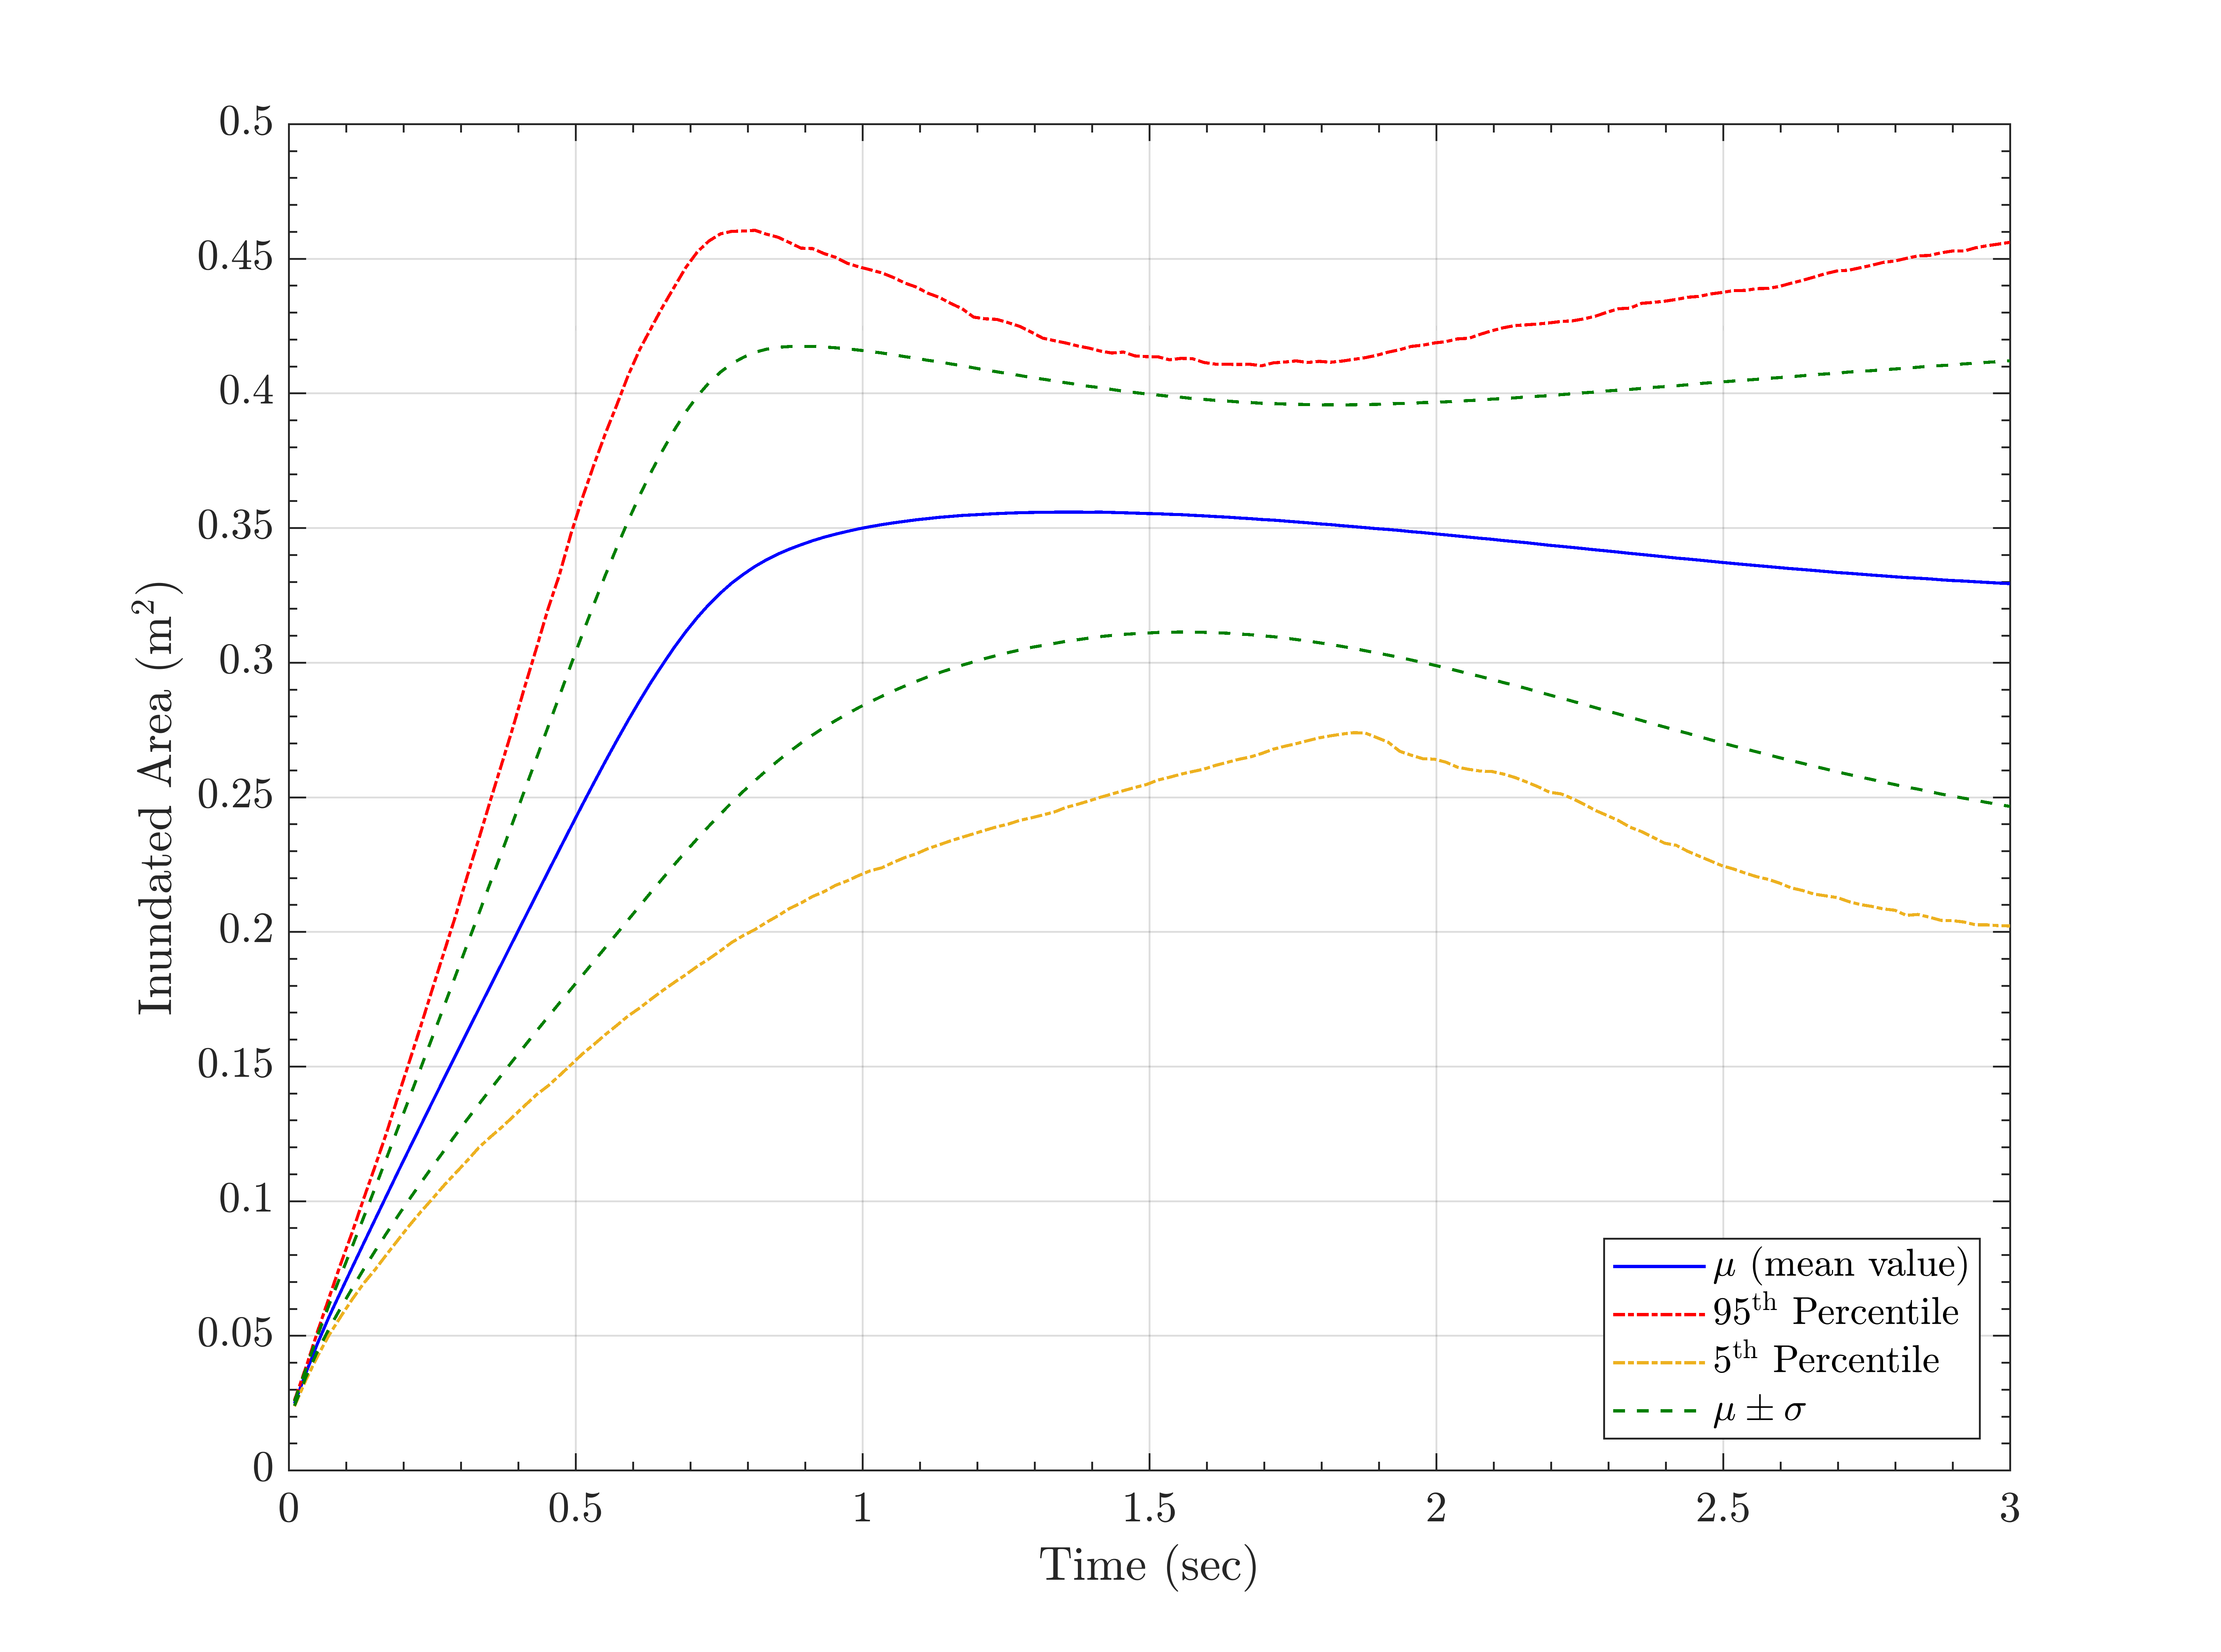 0.5
0.45
0.4
0.35
0.3
0.25
0.2
0.15
0.1
0.05
0
Inundated Area (m²)
μ (mean value)
95th Percentile
5th Percentile
μ ± σ
0 0.5 1 1.5 2 2.5 3
Time (sec)